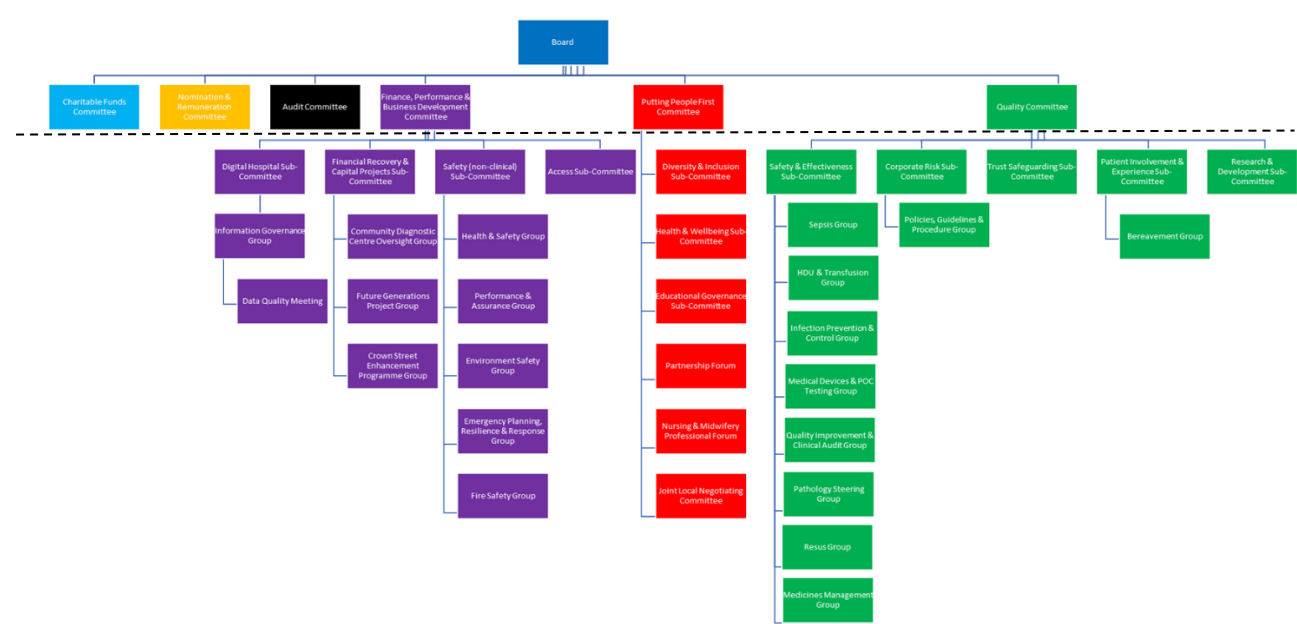 Board
Charitable Funds
Committee
Nomination &
Remuneration
Committee
Audit Committee
Finance, Performance &
Business Development
Committee
Putting People First
Committee
Quality Committee
Digital Hospital Sub-
Committee
Financial Recovery &
Capital Projects Sub-
Committee
Safety (non-clinical)
Sub-Committee
Access Sub-Committee
Diversity & Inclusion
Sub-Committee
Safety & Effectiveness
Sub-Committee
Corporate Risk Sub-
Committee
Trust Safeguarding Sub-
Committee
Patient Involvement &
Experience Sub-
Committee
Research &
Development Sub-
Committee
Information Governance
Group
Community Diagnostic
Centre Oversight Group
Health & Safety Group
Health & Wellbeing Sub-
Committee
Sepsis Group
Policies, Guidelines &
Procedure Group
Bereavement Group
Data Quality Meeting
Future Generations
Project Group
Performance &
Assurance Group
Educational Governance
Sub-Committee
HDU & Transfusion
Group
Infection Prevention &
Control Group
Crown Street
Enhancement
Programme Group
Environment Safety
Group
Partnership Forum
Medical Devices & POC
Testing Group
Emergency Planning,
Resilience & Response
Group
Nursing & Midwifery
Professional Forum
Quality Improvement &
Clinical Audit Group
Fire Safety Group
Joint Local Negotiating
Committee
Pathology Steering
Group
Resus Group
Medicines Management
Group